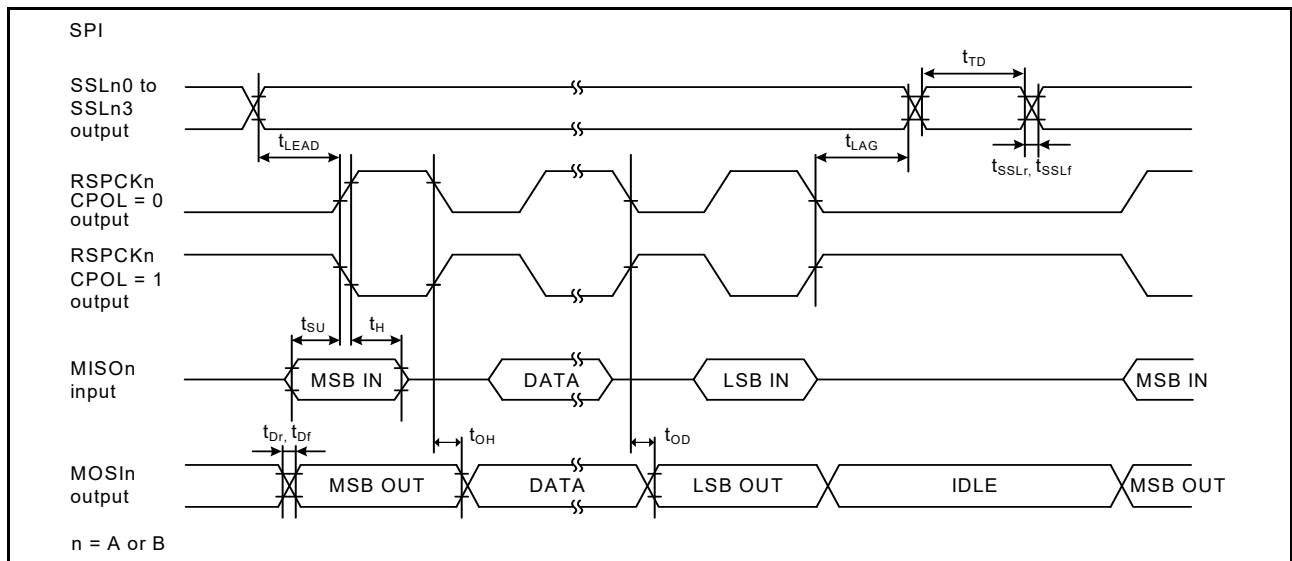 SPI
SSLn0 to
SSLn3
output
tTD
tLEAD
tLAG
tSSLr, tSSLf
RSPCKn
CPOL = 0
output
RSPCKn
CPOL = 1
output
tSU
tH
MISOn
input
MSB IN
DATA
LSB IN
MSB IN
tDr, tDf
tOH
tOD
MOSIn
output
MSB OUT
DATA
LSB OUT
IDLE
MSB OUT
n = A or B